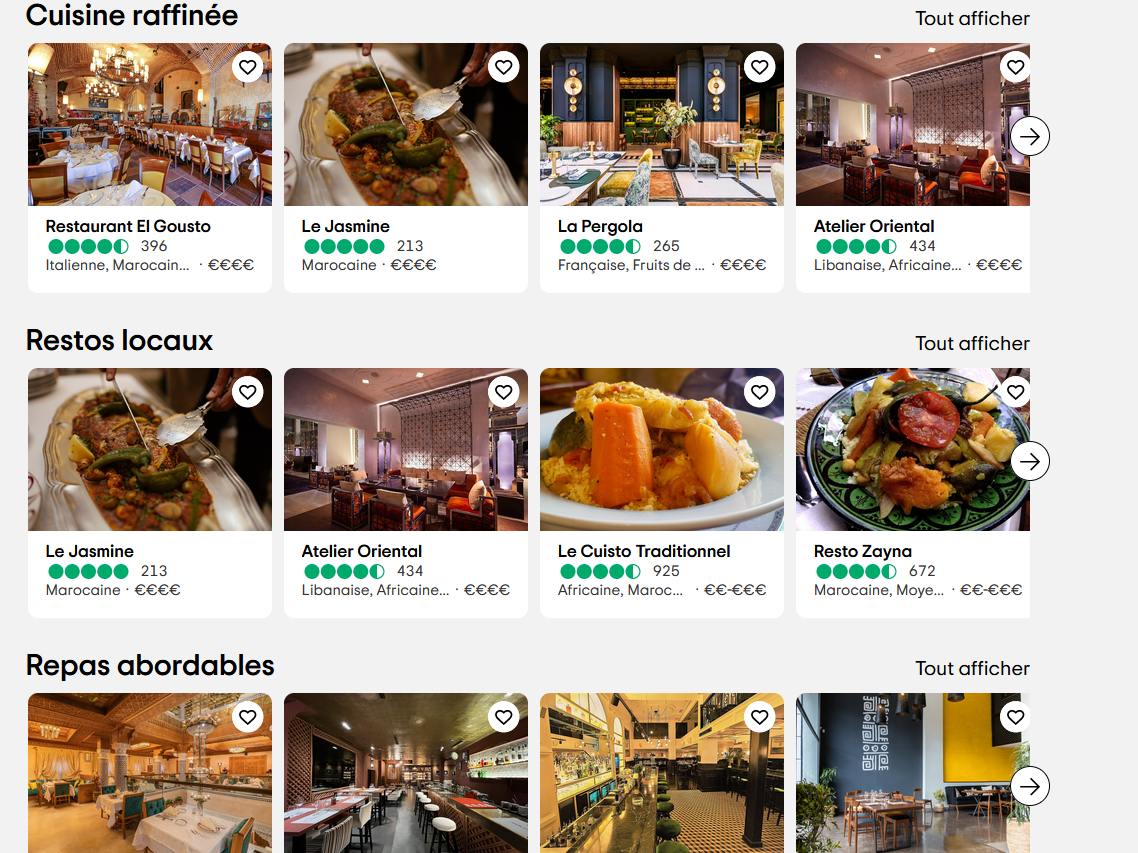 Cuisine raffinée
Tout afficher
Restaurant El Gousto
396
Italienne, Marocain... · €€€€
Le Jasmine
213
Marocaine · €€€€
La Pergola
265
Française, Fruits de ... · €€€€
Atelier Oriental
434
Libanaise, Africaine... · €€€€
Restos locaux
Tout afficher
Le Jasmine
213
Marocaine · €€€€
Atelier Oriental
434
Libanaise, Africaine... · €€€€
Le Cuisto Traditionnel
925
Africaine, Maroc... · €€-€€€
Resto Zayna
672
Marocaine, Moye... · €€-€€€
Repas abordables
Tout afficher